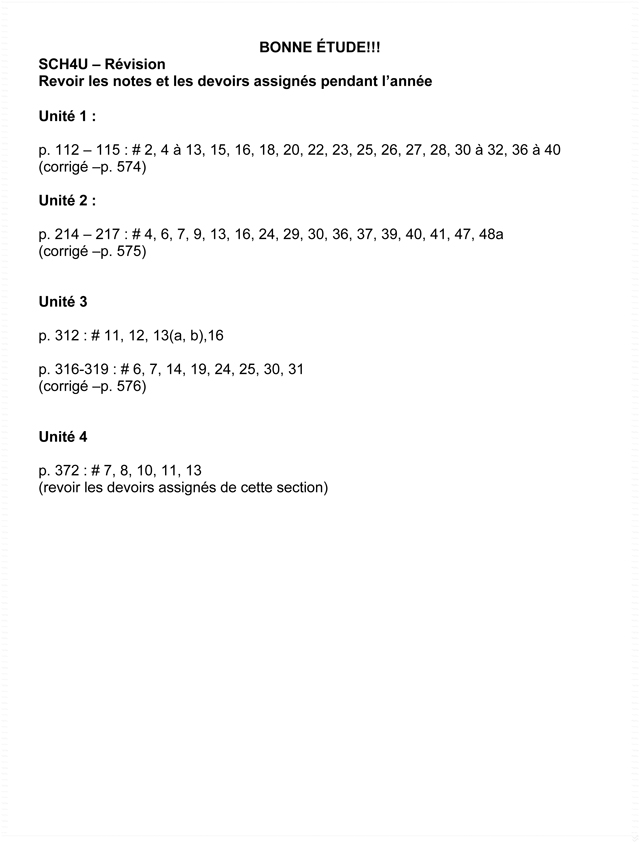 BONNE ÉTUDE!!!
SCH4U – Révision
Revoir les notes et les devoirs assignés pendant l'année
Unité 1 :
p. 112 – 115 : # 2, 4 à 13, 15, 16, 18, 20, 22, 23, 25, 26, 27, 28, 30 à 32, 36 à 40
(corrigé –p. 574)
Unité 2 :
p. 214 – 217 : # 4, 6, 7, 9, 13, 16, 24, 29, 30, 36, 37, 39, 40, 41, 47, 48a
(corrigé –p. 575)
Unité 3
p. 312 : # 11, 12, 13(a, b),16
p. 316-319 : # 6, 7, 14, 19, 24, 25, 30, 31
(corrigé –p. 576)
Unité 4
p. 372 : # 7, 8, 10, 11, 13
(revoir les devoirs assignés de cette section)